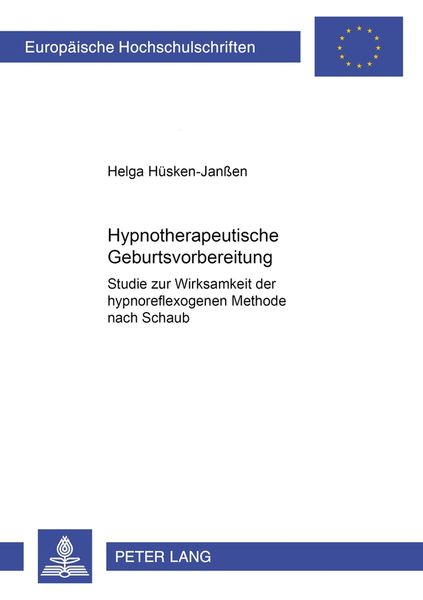 Europäische Hochschulschriften
Helga Hüsken-Janßen
Hypnotherapeutische
Geburtsvorbereitung
Studie zur Wirksamkeit der
hypnoreflexogenen Methode
nach Schaub
PETER LANG